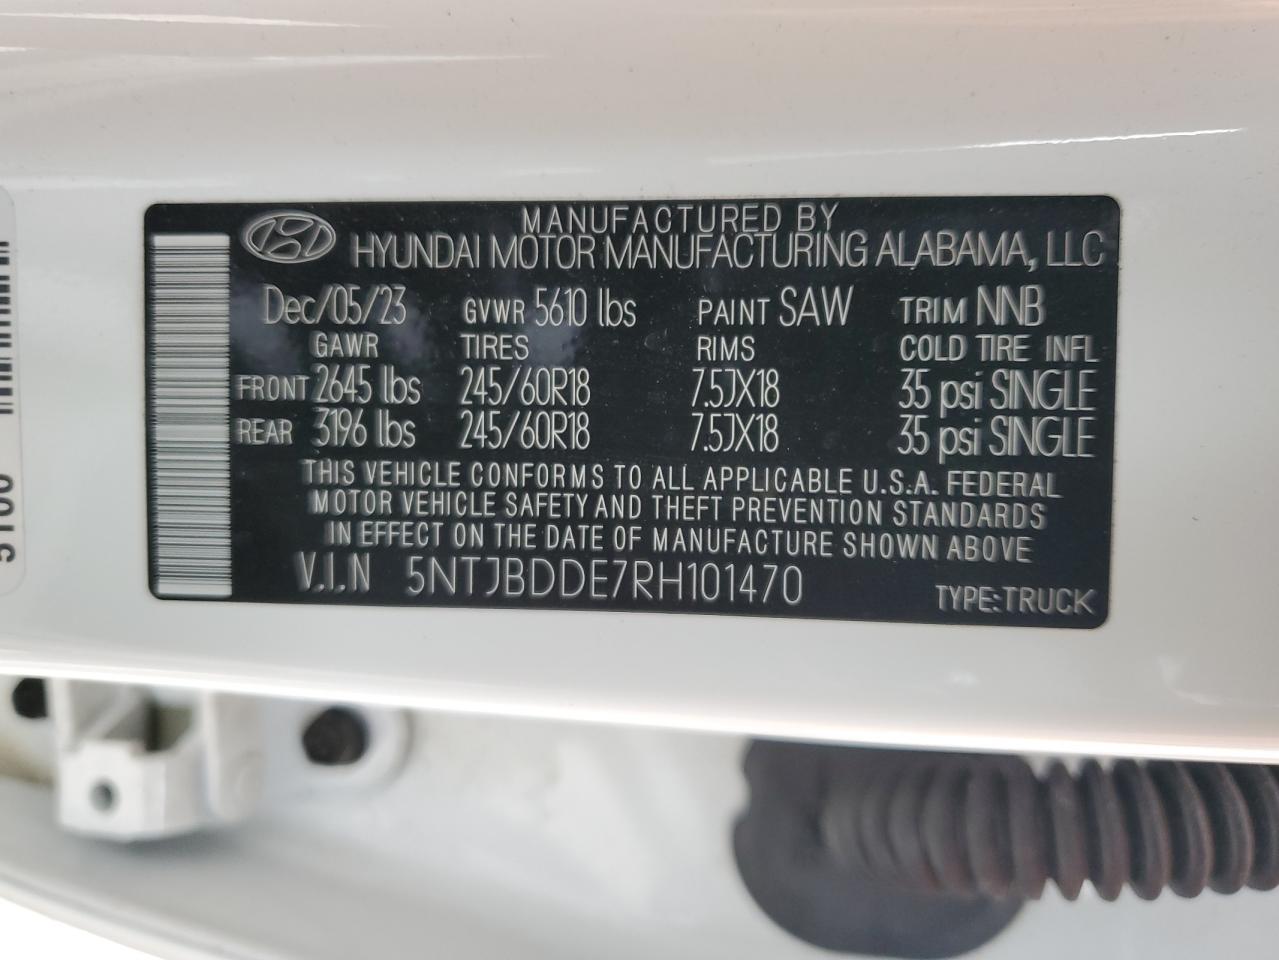 MANUFACTURED BY
HYUNDAI MOTOR MANUFACTURING ALABAMA, LLC
Dec/05/23 GVWR 5610 lbs PAINT SAW TRIM NNB
GAWR TIRES RIMS COLD TIRE INFL
FRONT 2645 lbs 245/60R18 7.5JX18 35 psi SINGLE
REAR 3196 lbs 245/60R18 7.5JX18 35 psi SINGLE
THIS VEHICLE CONFORMS TO ALL APPLICABLE U.S.A. FEDERAL
MOTOR VEHICLE SAFETY AND THEFT PREVENTION STANDARDS
IN EFFECT ON THE DATE OF MANUFACTURE SHOWN ABOVE
V.I.N 5NTJBDDE7RH101470 TYPE:TRUCK